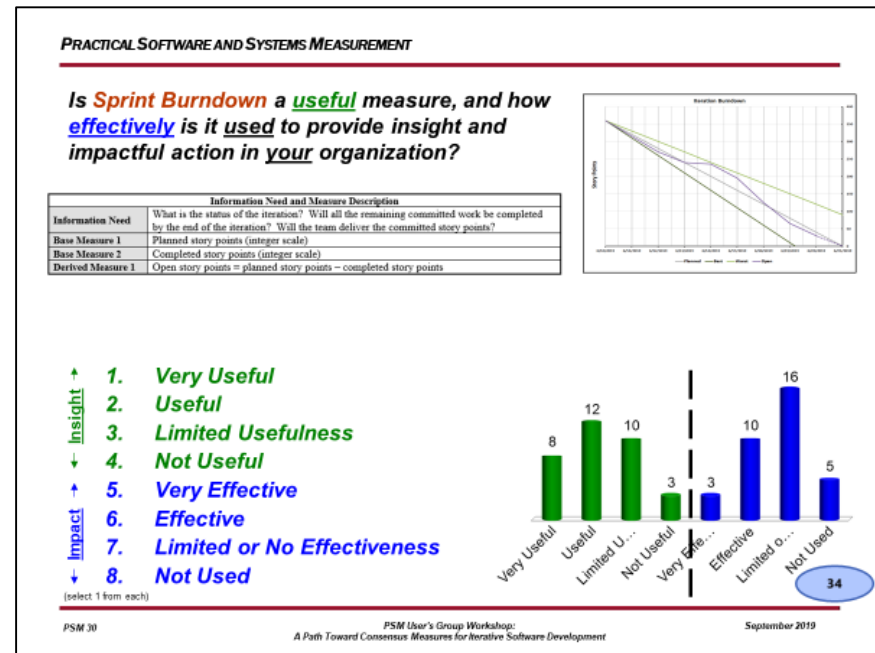 PRACTICAL SOFTWARE AND SYSTEMS MEASUREMENT
Is Sprint Burndown a useful measure, and how
effectively is it used to provide insight and
impactful action in your organization?
Iteration Burndown
Story Points
Planned Best Worst Open
Information Need and Measure Description
Information Need
What is the status of the iteration? Will all the remaining committed work be completed
by the end of the iteration? Will the team deliver the committed story points?
Base Measure 1 Planned story points (integer scale)
Base Measure 2 Completed story points (integer scale)
Derived Measure 1 Open story points = planned story points – completed story points
Insight
1. Very Useful
2. Useful
3. Limited Usefulness
4. Not Useful
Impact
5. Very Effective
6. Effective
7. Limited or No Effectiveness
8. Not Used
(select 1 from each)
8 12 10 3 3 10 16 5
Very Useful
Useful
Limited U...
Not Useful
Very Effe...
Effective
Limited o...
Not Used
34
PSM 30
PSM User's Group Workshop:
A Path Toward Consensus Measures for Iterative Software Development
September 2019